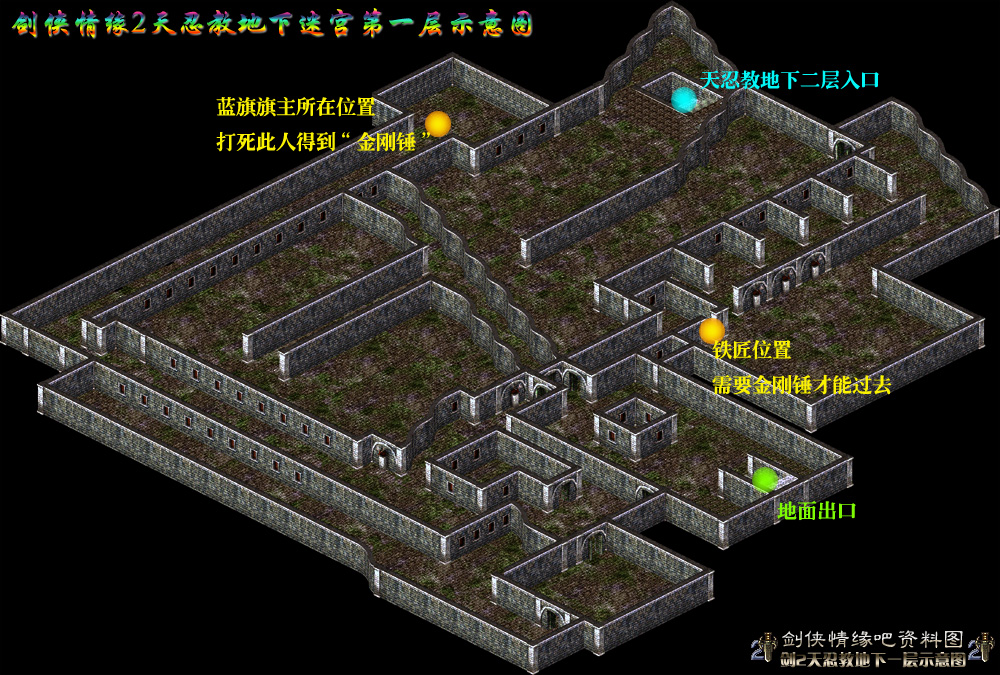 剑侠情缘2天忍教地下迷宫第一层示意图
天忍教地下二层入口
蓝旗旗主所在位置
打死此人得到“金刚锤”
铁匠位置
需要金刚锤才能过去
地面出口
剑侠情缘吧资料图
剑2天忍教地下一层示意图